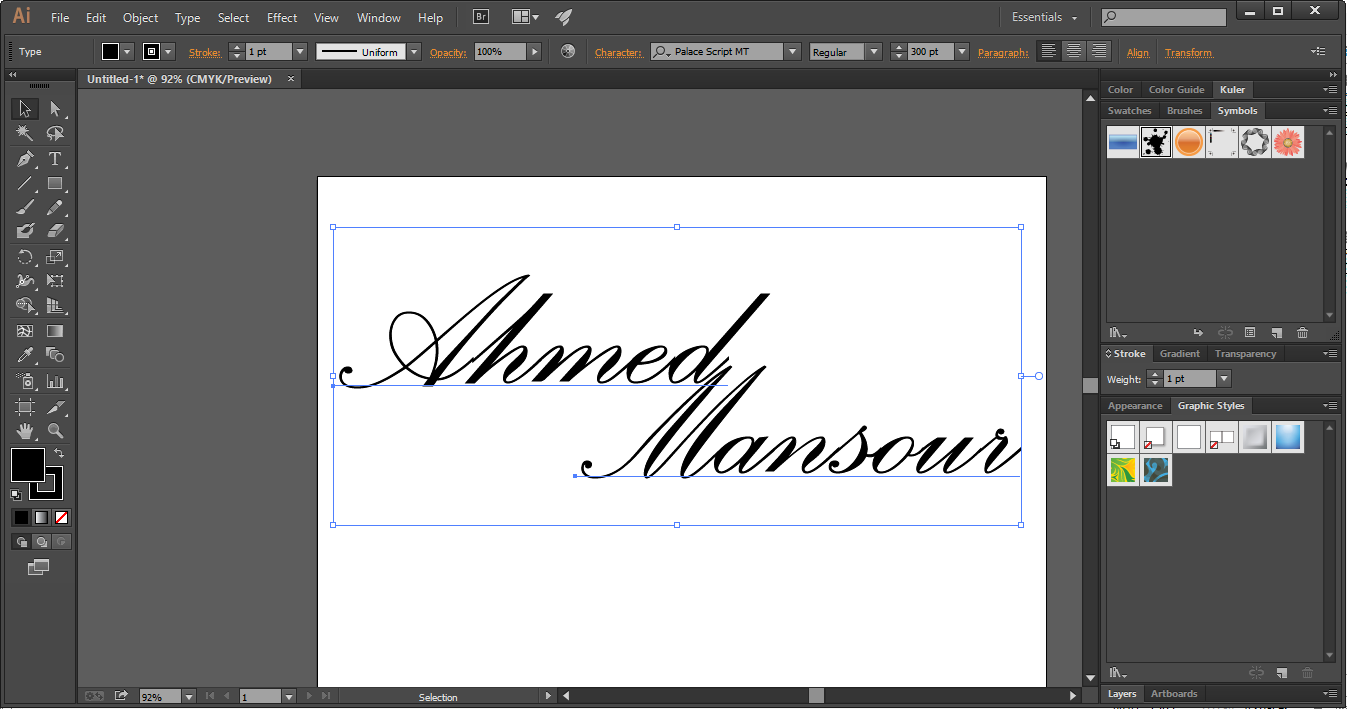 Ai File Edit Object Type Select Effect View Window Help Br Essentials
Type Stroke: 1 pt Uniform Opacity: 100% Character: Palace Script MT Regular 300 pt Paragraph: Align Transform
Untitled-1* @ 92% (CMYK/Preview)
Color Color Guide Kuler
Swatches Brushes Symbols
Ahmed
Mansour
Stroke Gradient Transparency
Weight: 1 pt
Appearance Graphic Styles
92% 1 Selection
Layers Artboards